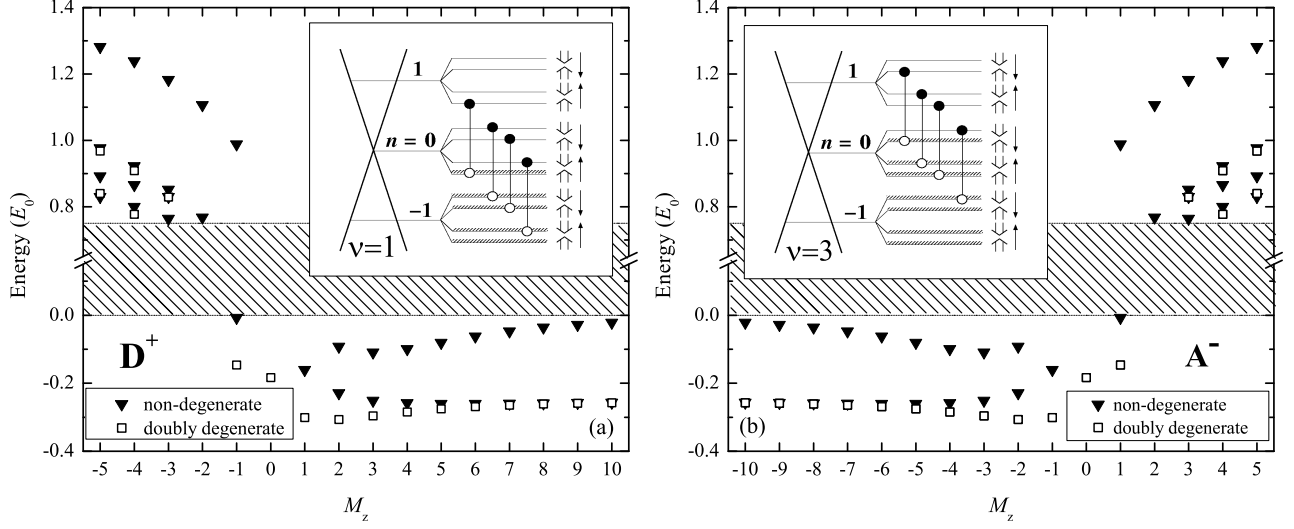 1.4
1.2
1.0
0.8
0.0
-0.2
-0.4
Energy (E₀)
1
n = 0
−1
ν=1
D⁺
non-degenerate
doubly degenerate
(a)
-5 -4 -3 -2 -1 0 1 2 3 4 5 6 7 8 9 10
M_z
1.4
1.2
1.0
0.8
0.0
-0.2
-0.4
Energy (E₀)
1
n = 0
−1
ν=3
A⁻
non-degenerate
doubly degenerate
(b)
-10 -9 -8 -7 -6 -5 -4 -3 -2 -1 0 1 2 3 4 5
M_z